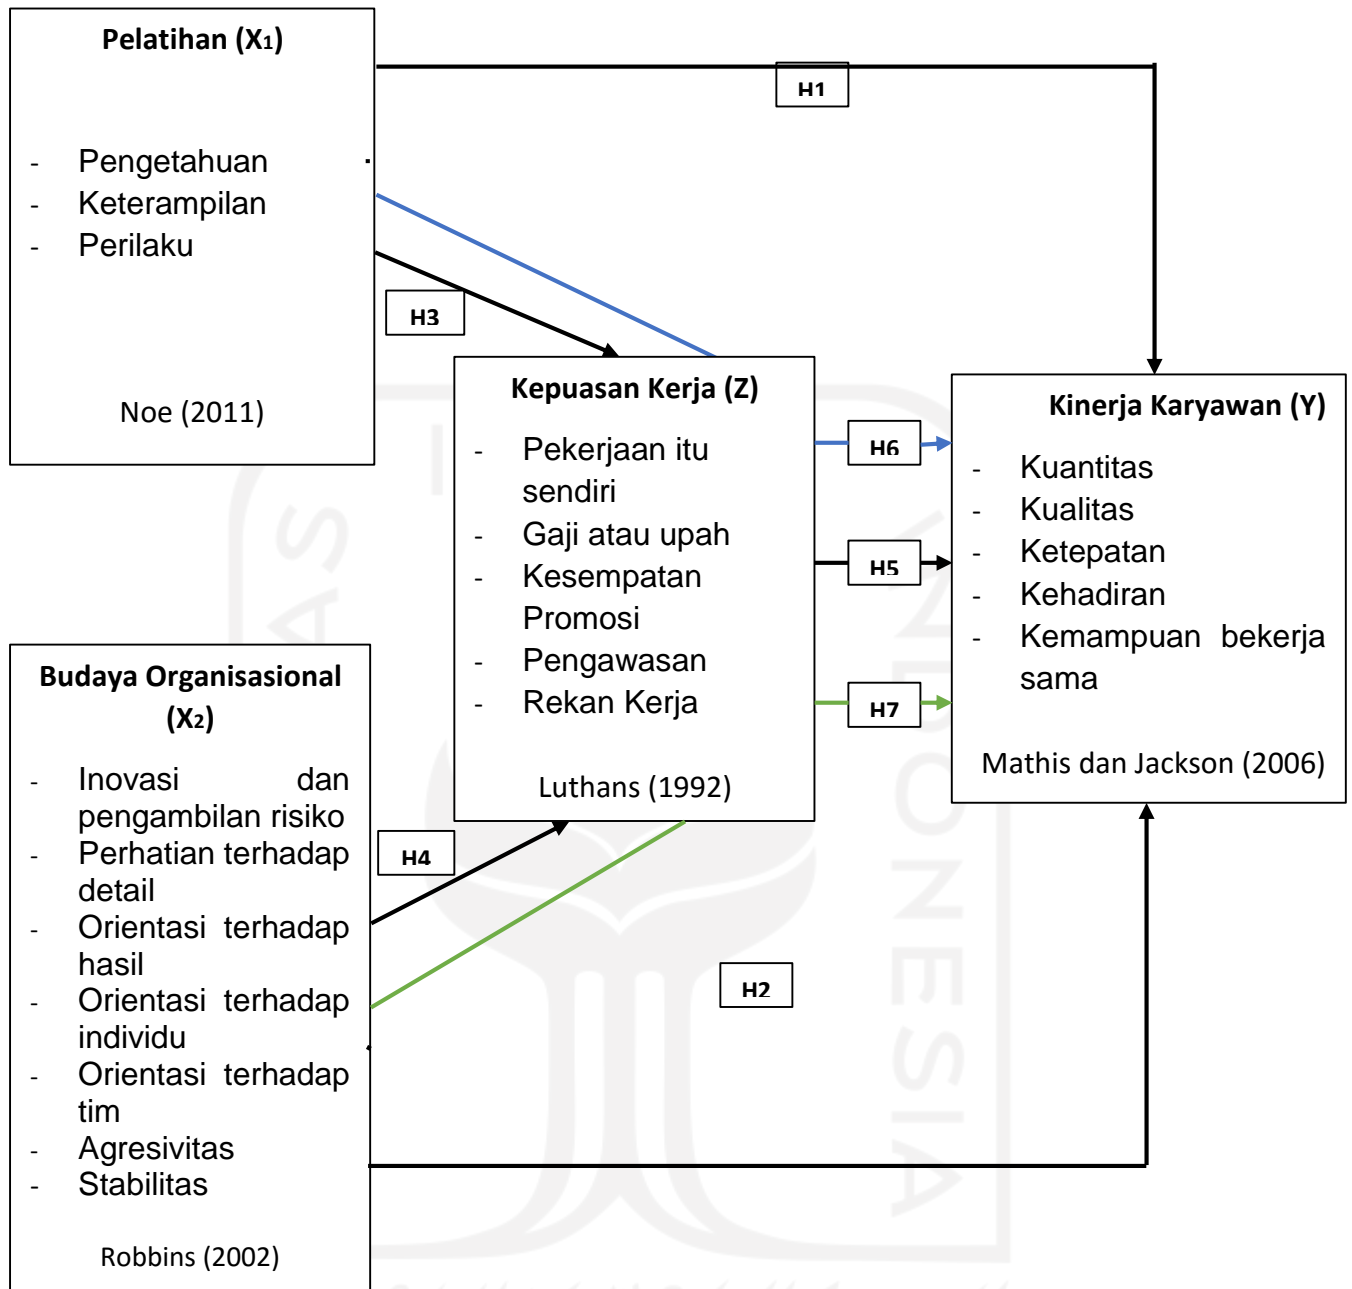 Pelatihan (X1)
- Pengetahuan
- Keterampilan
- Perilaku
Noe (2011)
H1
H3
Kepuasan Kerja (Z)
- Pekerjaan itu
sendiri
- Gaji atau upah
- Kesempatan
Promosi
- Pengawasan
- Rekan Kerja
Luthans (1992)
H6
H5
H7
Kinerja Karyawan (Y)
- Kuantitas
- Kualitas
- Ketepatan
- Kehadiran
- Kemampuan bekerja
sama
Mathis dan Jackson (2006)
Budaya Organisasional
(X2)
- Inovasi dan
pengambilan risiko
- Perhatian terhadap
detail
- Orientasi terhadap
hasil
- Orientasi terhadap
individu
- Orientasi terhadap
tim
- Agresivitas
- Stabilitas
Robbins (2002)
H4
H2